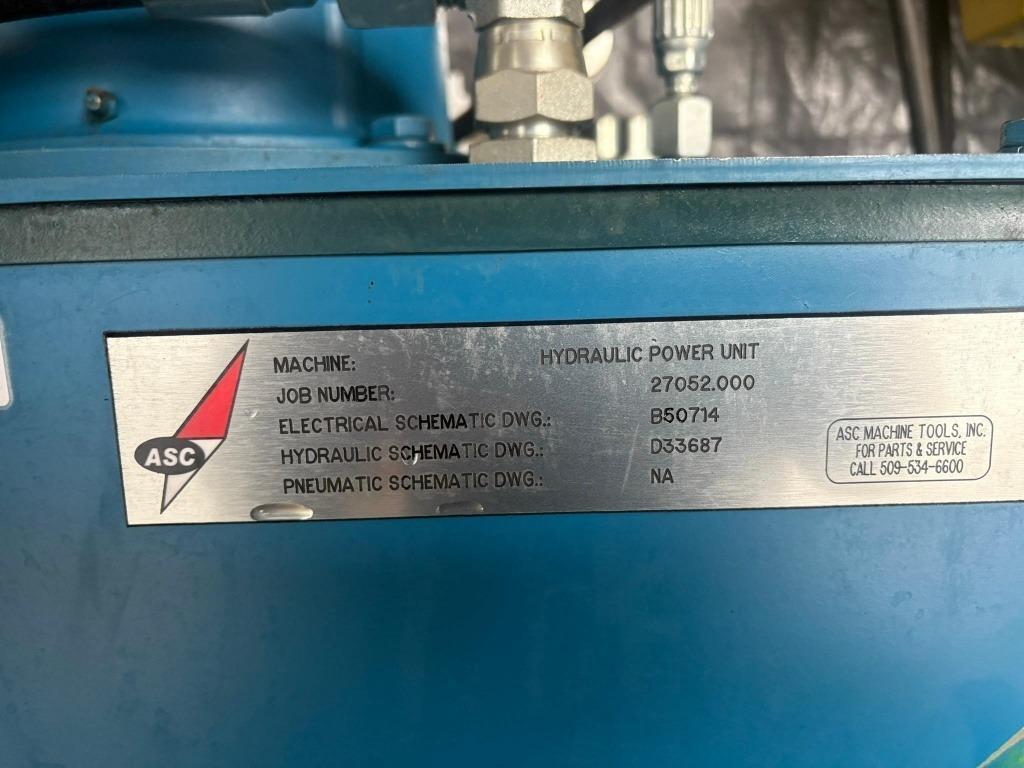 MACHINE: HYDRAULIC POWER UNIT
JOB NUMBER: 27052.000
ELECTRICAL SCHEMATIC DWG.: B50714
HYDRAULIC SCHEMATIC DWG.: D33687
PNEUMATIC SCHEMATIC DWG.: NA
ASC
ASC MACHINE TOOLS, INC.
FOR PARTS & SERVICE
CALL 509-534-6600